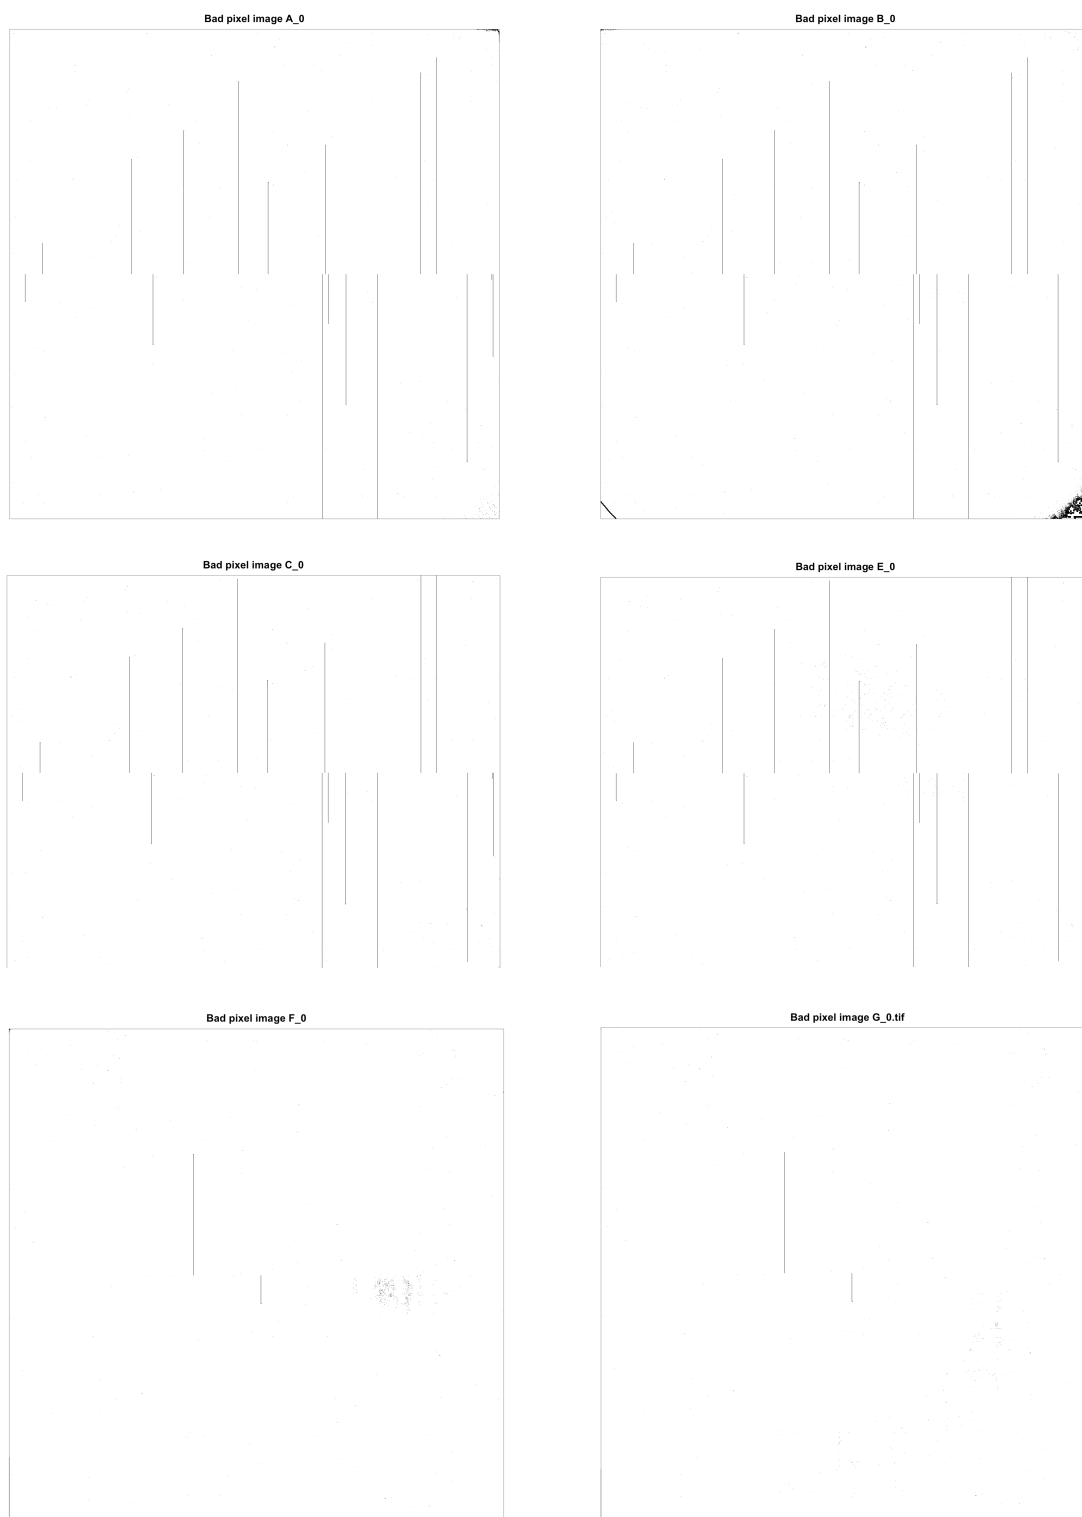 Bad pixel image A_0
Bad pixel image B_0
Bad pixel image C_0
Bad pixel image E_0
Bad pixel image F_0
Bad pixel image G_0.tif